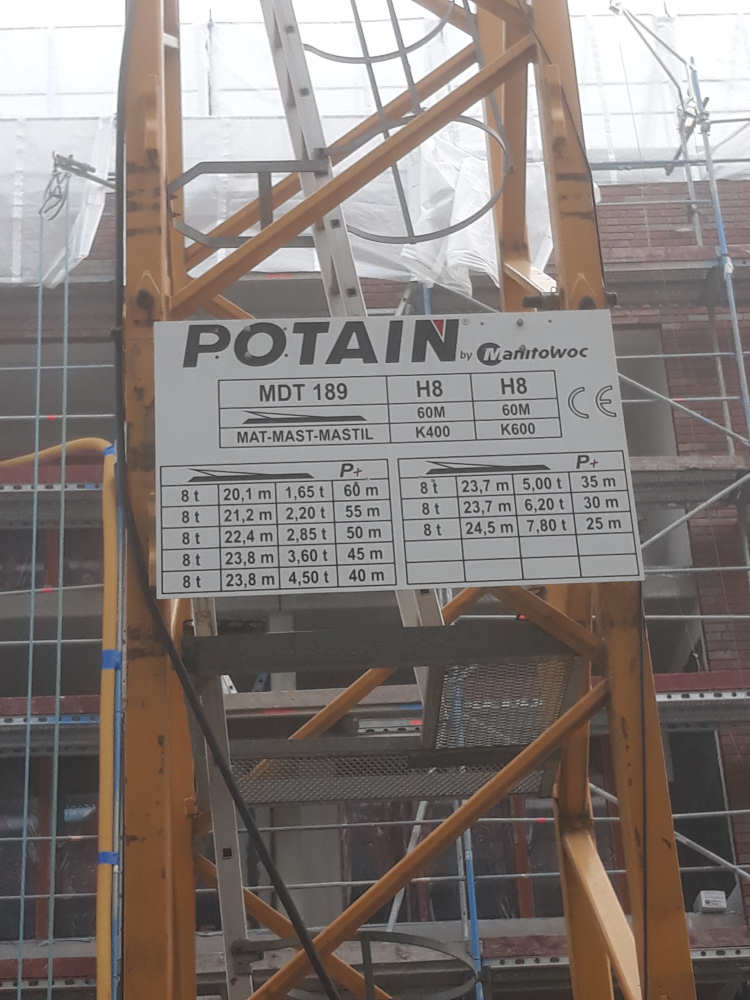 POTAIN® by Manitowoc
MDT 189 H8 H8
60M 60M
MAT-MAST-MASTIL K400 K600
CE
P+
8 t 20,1 m 1,65 t 60 m
8 t 21,2 m 2,20 t 55 m
8 t 22,4 m 2,85 t 50 m
8 t 23,8 m 3,60 t 45 m
8 t 23,8 m 4,50 t 40 m
P+
8 t 23,7 m 5,00 t 35 m
8 t 23,7 m 6,20 t 30 m
8 t 24,5 m 7,80 t 25 m